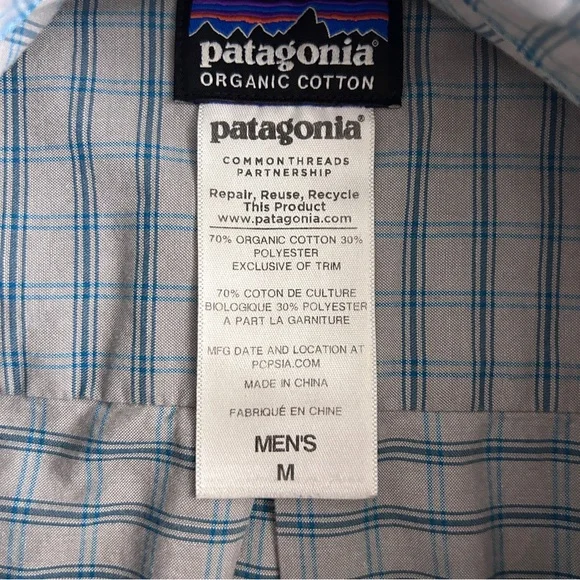 patagonia®
ORGANIC COTTON
patagonia®
COMMON THREADS
PARTNERSHIP
Repair, Reuse, Recycle
This Product
www.patagonia.com
70% ORGANIC COTTON 30%
POLYESTER
EXCLUSIVE OF TRIM
70% COTON DE CULTURE
BIOLOGIQUE 30% POLYESTER
A PART LA GARNITURE
MFG DATE AND LOCATION AT
PCPSIA.COM
MADE IN CHINA
FABRIQUÉ EN CHINE
MEN'S
M